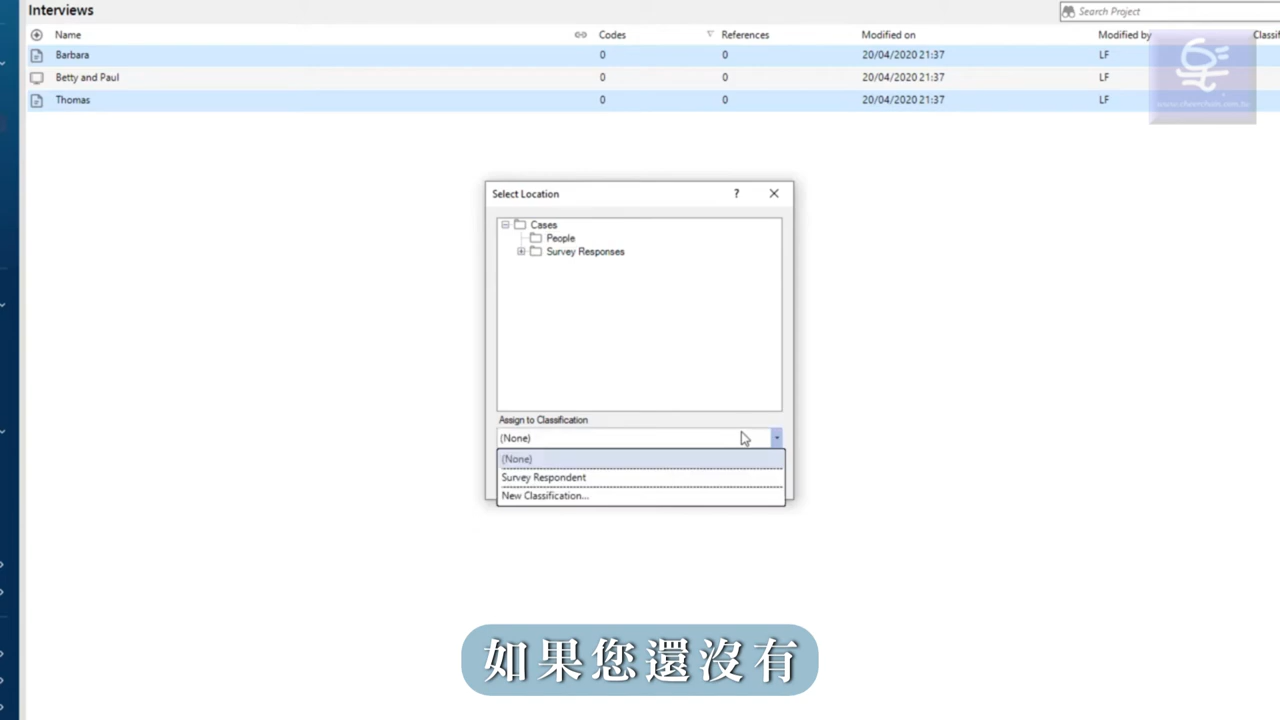 Interviews
Search Project
Name Codes References Modified on Modified by Classif
Barbara 0 0 20/04/2020 21:37 LF
Betty and Paul 0 0 20/04/2020 21:37 LF
Thomas 0 0 20/04/2020 21:37 LF
Select Location ?
Cases
People
Survey Responses
Assign to Classification
(None)
(None)
Survey Respondent
New Classification...
如果您還沒有